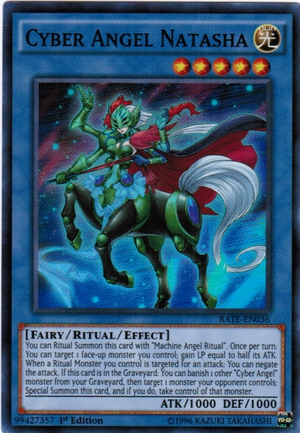 CYBER ANGEL NATASHA
LIGHT
光
RATE-EN036
[FAIRY/RITUAL/EFFECT]
You can Ritual Summon this card with "Machine Angel Ritual". Once per turn:
You can target 1 face-up monster you control; gain LP equal to half its ATK.
When a Ritual Monster you control is targeted for an attack: You can negate
the attack. If this card is in the Graveyard: You can banish 1 other "Cyber Angel"
monster from your Graveyard, then target 1 monster your opponent controls;
Special Summon this card, and if you do, take control of that monster.
ATK/1000 DEF/1000
99427357 1st Edition ©1996 KAZUKI TAKAHASHI